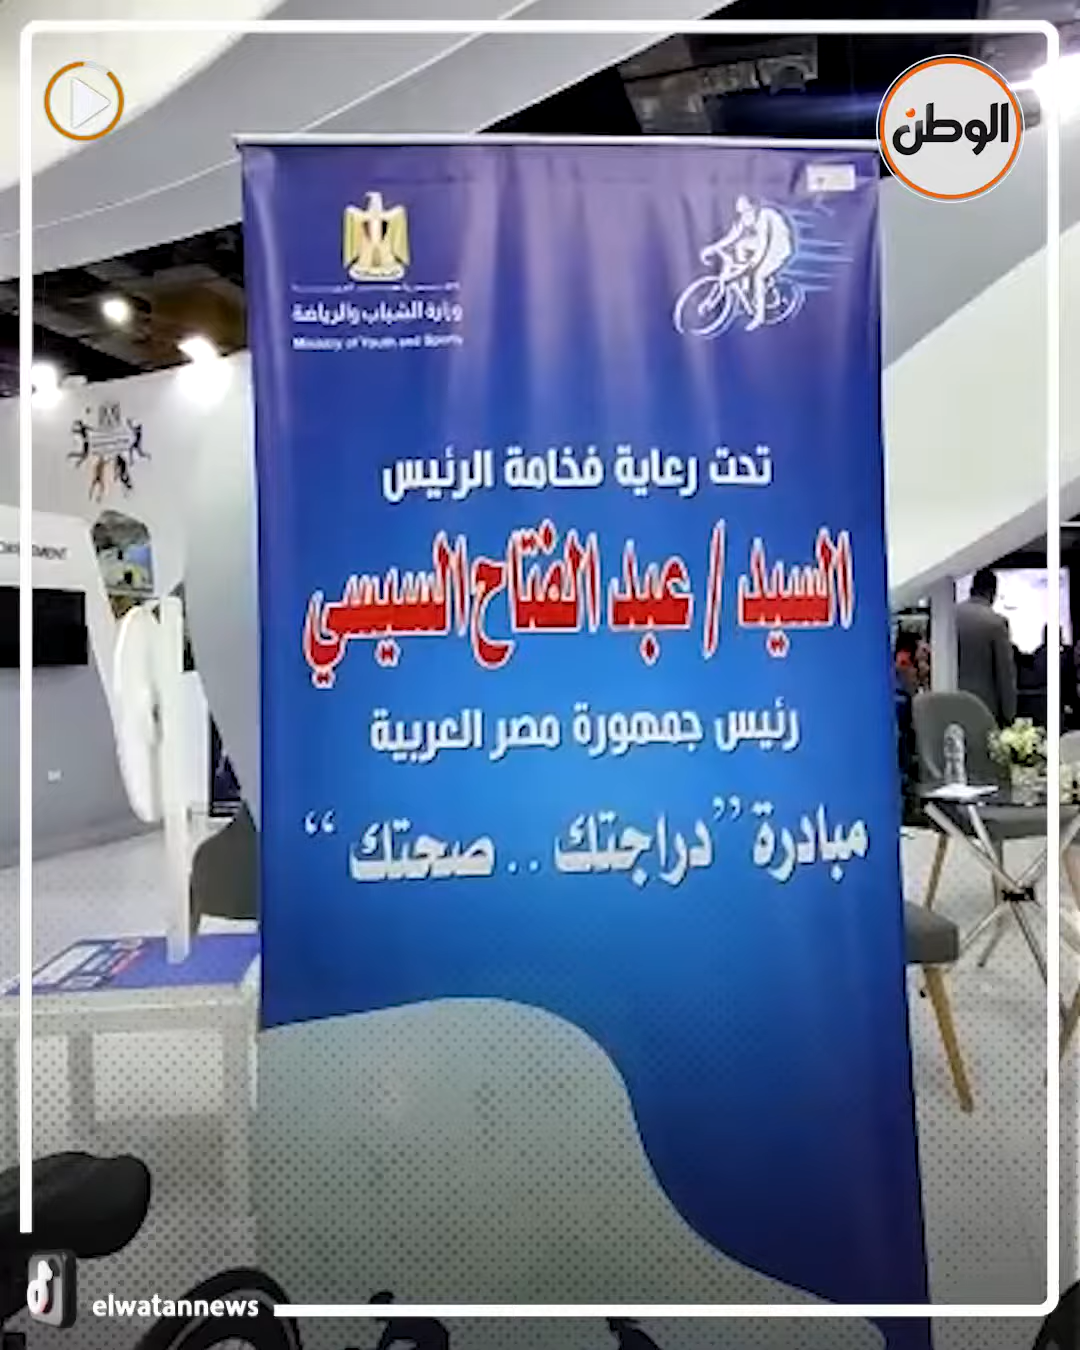 الوطن
وزارة الشباب والرياضة
Ministry of Youth and Sports
تحت رعاية فخامة الرئيس
السيد / عبد الفتاح السيسي
رئيس جمهورية مصر العربية
مبادرة "دراجتك .. صحتك"
elwatannews